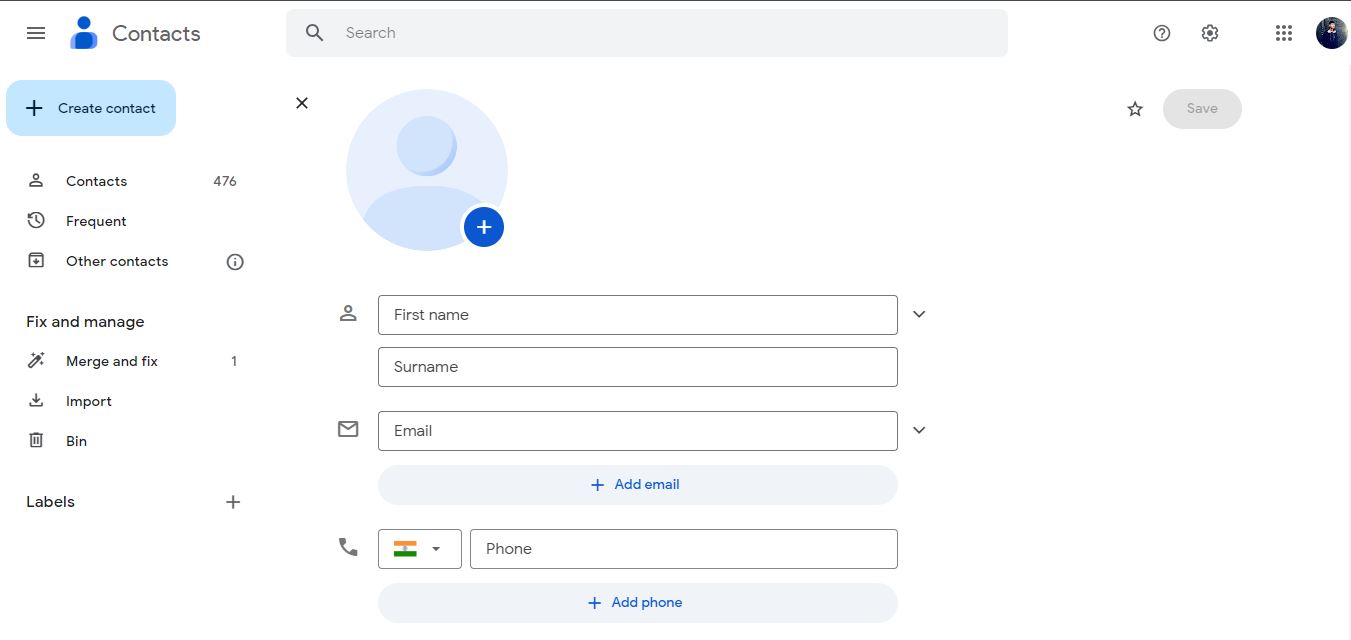 Contacts
Search
Create contact
Save
Contacts 476
Frequent
Other contacts
Fix and manage
Merge and fix 1
Import
Bin
Labels
First name
Surname
Email
Add email
Phone
Add phone